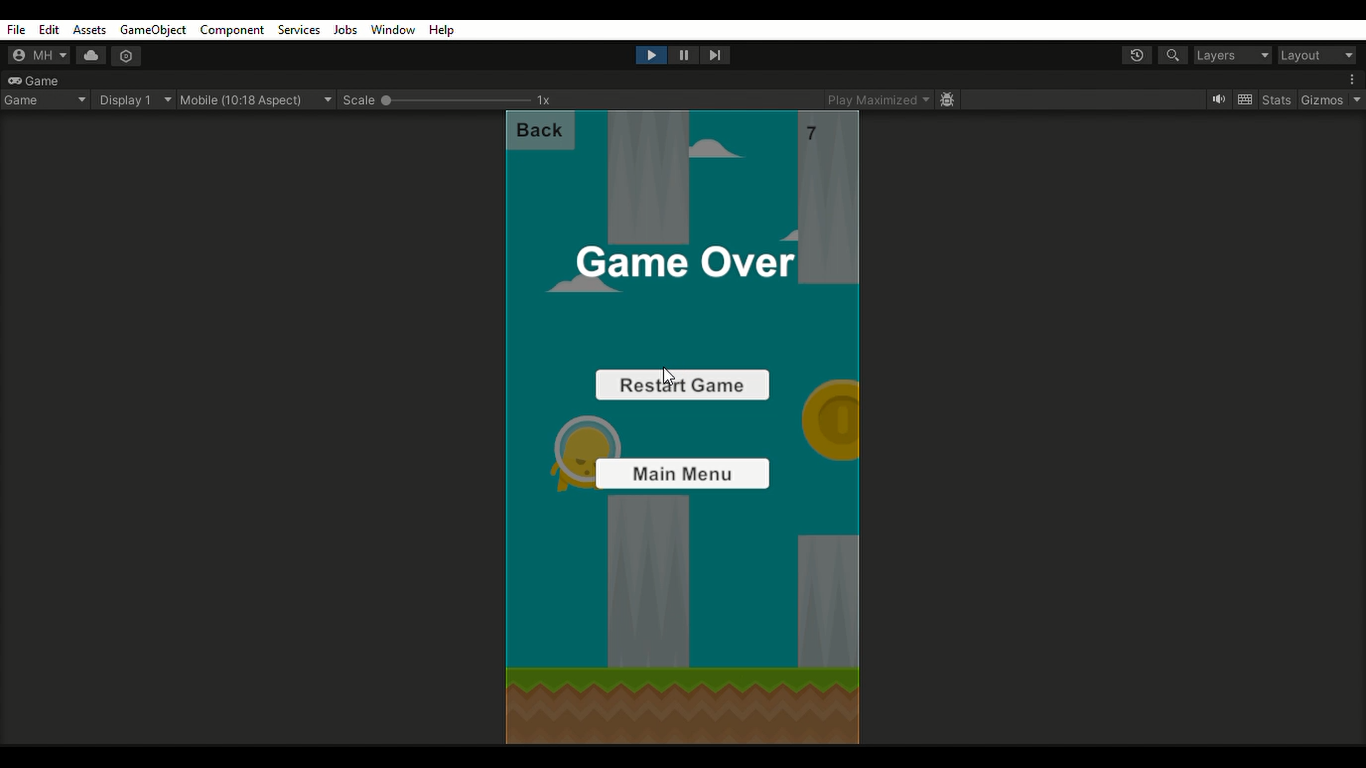 File Edit Assets GameObject Component Services Jobs Window Help
MH Layers Layout
Game
Game Display 1 Mobile (10:18 Aspect) Scale 1x Play Maximized Stats Gizmos
Back 7
Game Over
Restart Game
Main Menu